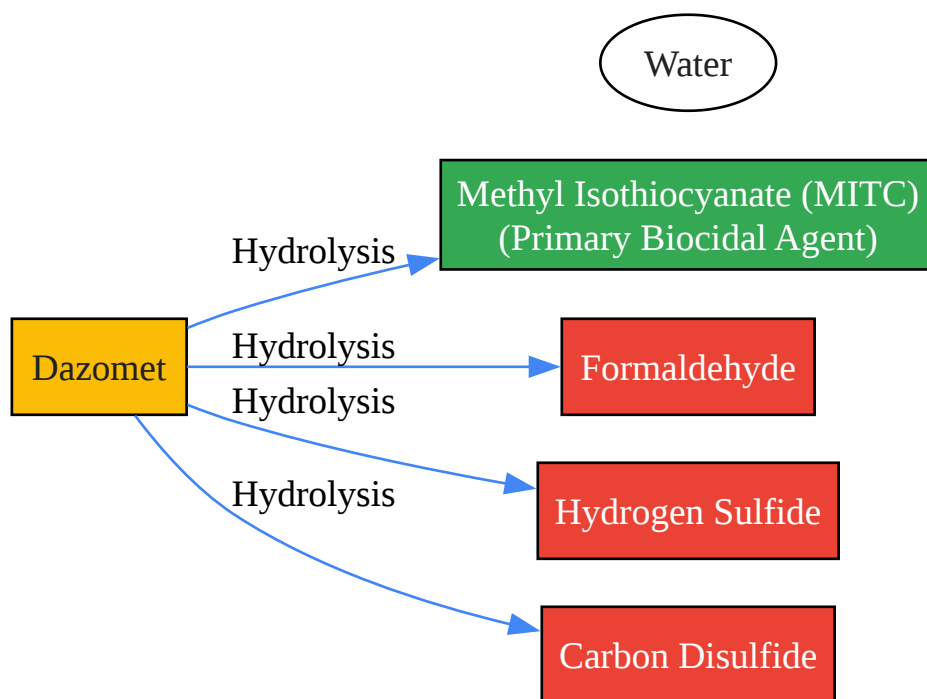 Water
Methyl Isothiocyanate (MITC)
(Primary Biocidal Agent)
Hydrolysis
Dazomet
Hydrolysis
Formaldehyde
Hydrolysis
Hydrogen Sulfide
Hydrolysis
Carbon Disulfide